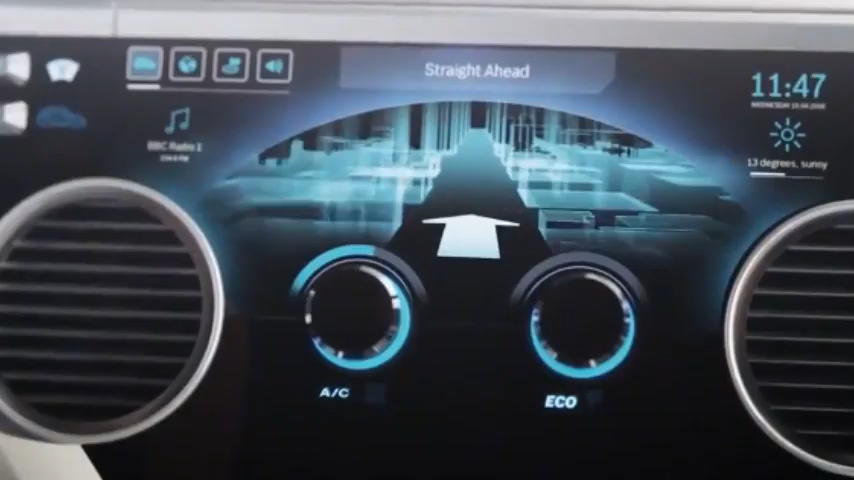 Straight Ahead
11:47
BBC Radio 1
13 degrees, sunny
A/C
ECO